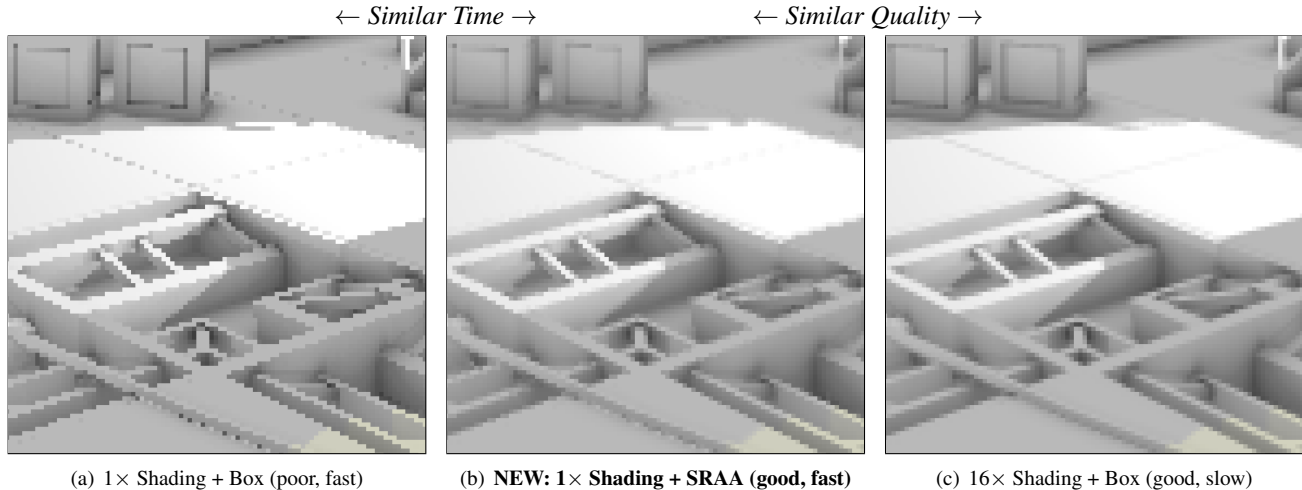 ← Similar Time → ← Similar Quality →
(a) 1× Shading + Box (poor, fast) (b) NEW: 1× Shading + SRAA (good, fast) (c) 16× Shading + Box (good, slow)